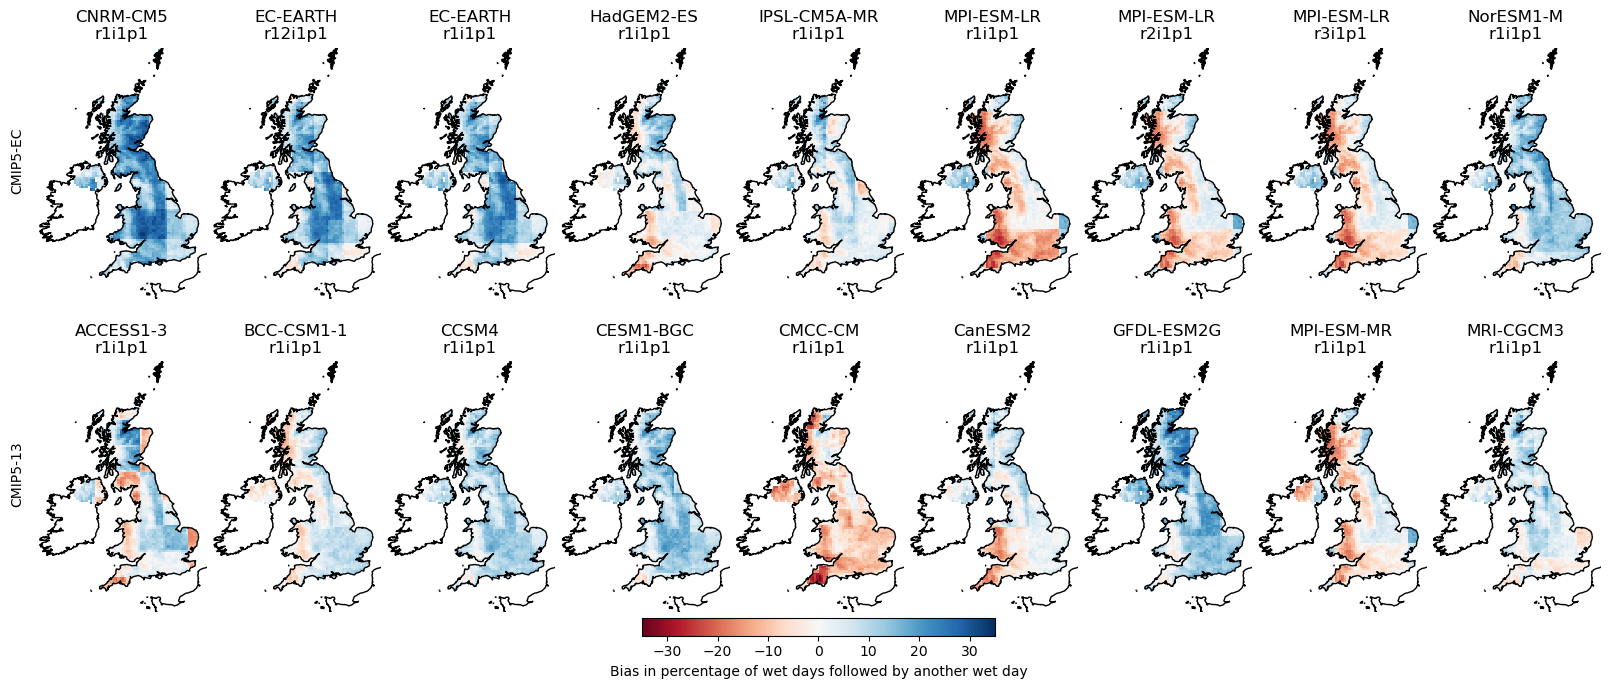 CNRM-CM5 EC-EARTH EC-EARTH HadGEM2-ES IPSL-CM5A-MR MPI-ESM-LR MPI-ESM-LR MPI-ESM-LR NorESM1-M
r1i1p1 r12i1p1 r1i1p1 r1i1p1 r1i1p1 r1i1p1 r2i1p1 r3i1p1 r1i1p1
CMIP5-EC
ACCESS1-3 BCC-CSM1-1 CCSM4 CESM1-BGC CMCC-CM CanESM2 GFDL-ESM2G MPI-ESM-MR MRI-CGCM3
r1i1p1 r1i1p1 r1i1p1 r1i1p1 r1i1p1 r1i1p1 r1i1p1 r1i1p1 r1i1p1
CMIP5-13
−30 −20 −10 0 10 20 30
Bias in percentage of wet days followed by another wet day